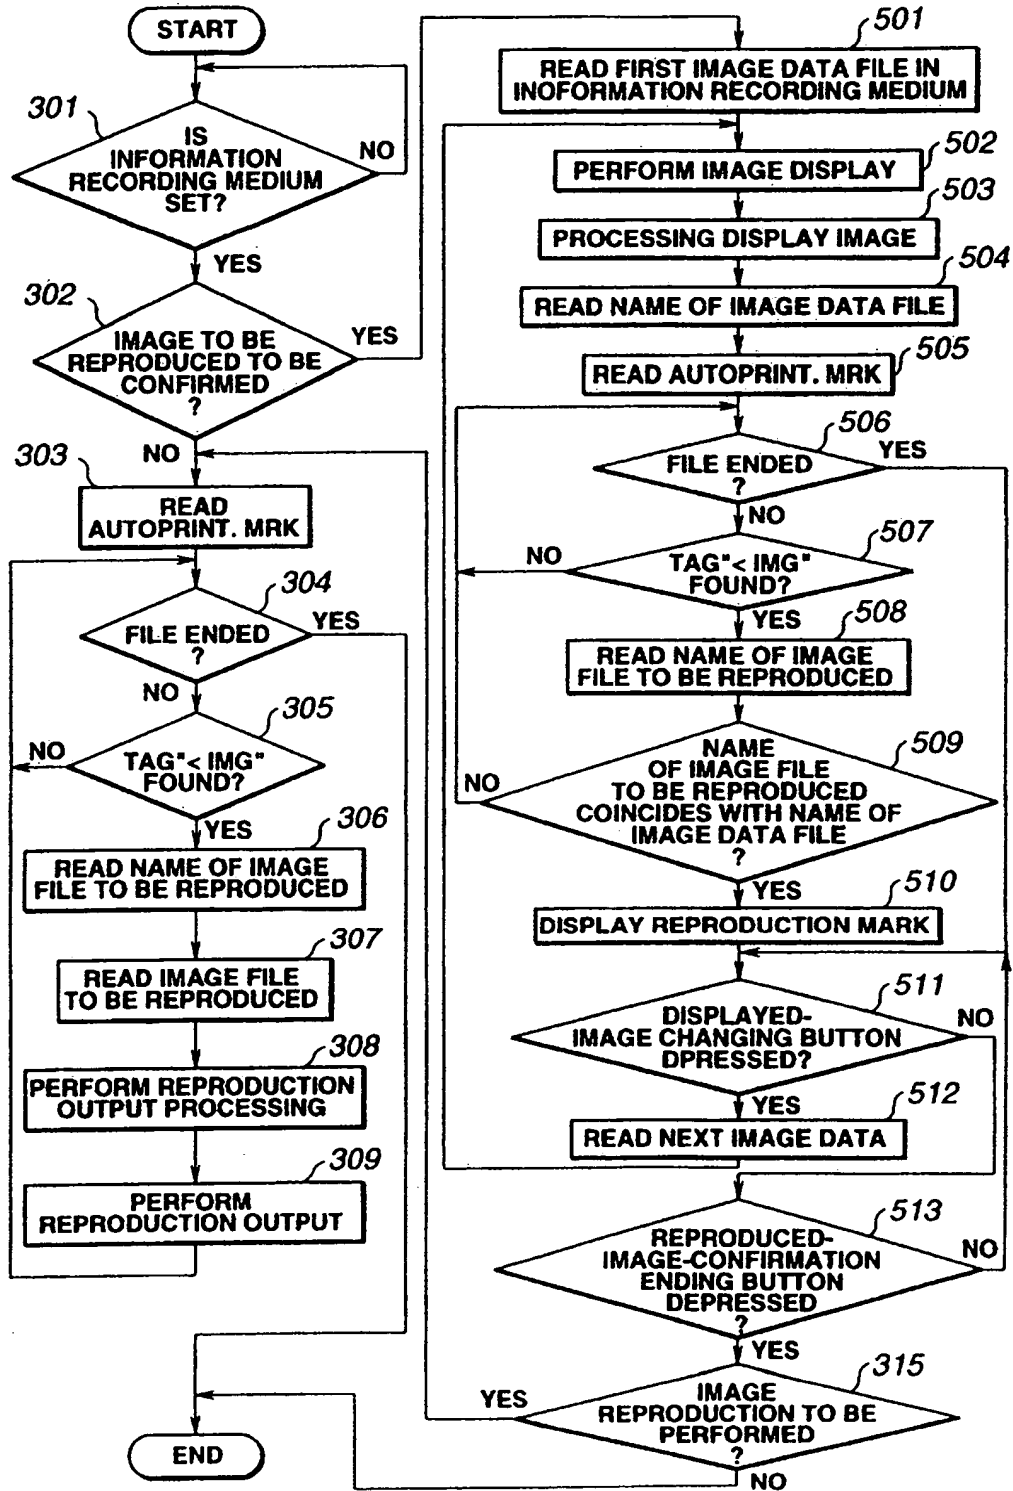 START
301
IS
INFORMATION
RECORDING MEDIUM
SET?
NO
YES
302
IMAGE TO BE
REPRODUCED TO BE
CONFIRMED
?
YES
NO
303
READ
AUTOPRINT. MRK
304
FILE ENDED
?
YES
NO
305
TAG"< IMG"
FOUND?
NO
YES
306
READ NAME OF IMAGE
FILE TO BE REPRODUCED
307
READ IMAGE FILE
TO BE REPRODUCED
308
PERFORM REPRODUCTION
OUTPUT PROCESSING
309
PERFORM
REPRODUCTION OUTPUT
END
501
READ FIRST IMAGE DATA FILE IN
INOFORMATION RECORDING MEDIUM
502
PERFORM IMAGE DISPLAY
503
PROCESSING DISPLAY IMAGE
504
READ NAME OF IMAGE DATA FILE
505
READ AUTOPRINT. MRK
506
FILE ENDED
?
YES
NO
507
TAG"< IMG"
FOUND?
NO
YES
508
READ NAME OF IMAGE
FILE TO BE REPRODUCED
509
NAME
OF IMAGE FILE
TO BE REPRODUCED
COINCIDES WITH NAME OF
IMAGE DATA FILE
?
NO
YES
510
DISPLAY REPRODUCTION MARK
511
DISPLAYED-
IMAGE CHANGING BUTTON
DPRESSED?
NO
YES
512
READ NEXT IMAGE DATA
513
REPRODUCED-
IMAGE-CONFIRMATION
ENDING BUTTON
DEPRESSED
?
NO
YES
315
IMAGE
REPRODUCTION TO BE
PERFORMED
?
YES
NO